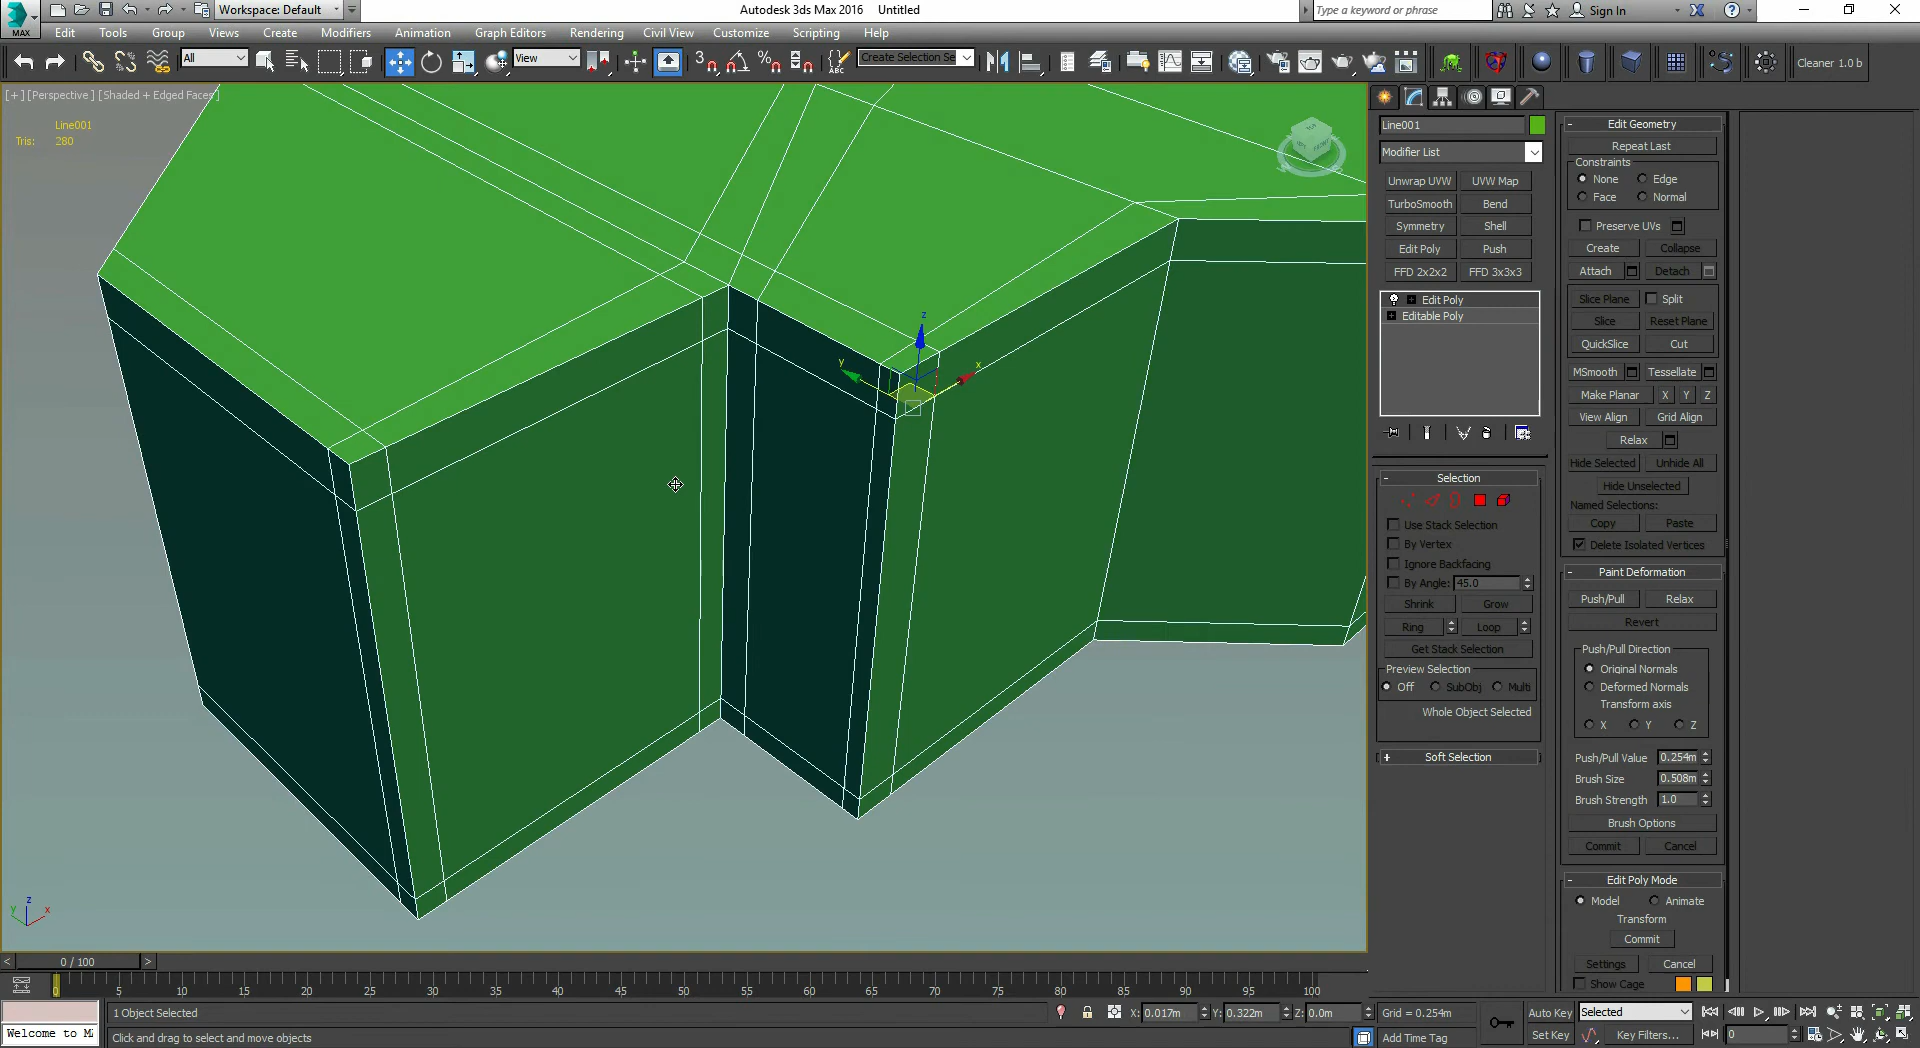 Workspace: Default
Autodesk 3ds Max 2016 Untitled
Type a keyword or phrase
Sign In
MAX
Edit Tools Group Views Create Modifiers Animation Graph Editors Rendering Civil View Customize Scripting Help
All
View
3
ABC
Create Selection Se
Cleaner 1.0 b
[+] [Perspective ] [Shaded + Edged Faces ]
Line001
Tris: 280
z
y
x
z
y
x
Line001
Modifier List
Unwrap UVW
UVW Map
TurboSmooth
Bend
Symmetry
Shell
Edit Poly
Push
FFD 2x2x2
FFD 3x3x3
Edit Poly
Editable Poly
- Selection
Use Stack Selection
By Vertex
Ignore Backfacing
By Angle: 45.0
Shrink
Grow
Ring
Loop
Get Stack Selection
Preview Selection
Off
SubObj
Multi
Whole Object Selected
+ Soft Selection
- Edit Geometry
Repeat Last
Constraints
None
Edge
Face
Normal
Preserve UVs
Create
Collapse
Attach
Detach
Slice Plane
Split
Slice
Reset Plane
QuickSlice
Cut
MSmooth
Tessellate
Make Planar X Y Z
View Align
Grid Align
Relax
Hide Selected
Unhide All
Hide Unselected
Named Selections:
Copy
Paste
Delete Isolated Vertices
- Paint Deformation
Push/Pull
Relax
Revert
Push/Pull Direction
Original Normals
Deformed Normals
Transform axis
X Y Z
Push/Pull Value 0.254m
Brush Size 0.508m
Brush Strength 1.0
Brush Options
Commit
Cancel
- Edit Poly Mode
Model
Animate
Transform
Commit
Settings
Cancel
Show Cage
< 0 / 100 >
0 5 10 15 20 25 30 35 40 45 50 55 60 65 70 75 80 85 90 95 100
1 Object Selected
X: 0.017m Y: 0.322m Z: 0.0m
Grid = 0.254m
Auto Key
Selected
Welcome to M
Click and drag to select and move objects
Add Time Tag
Set Key
Key Filters...
0